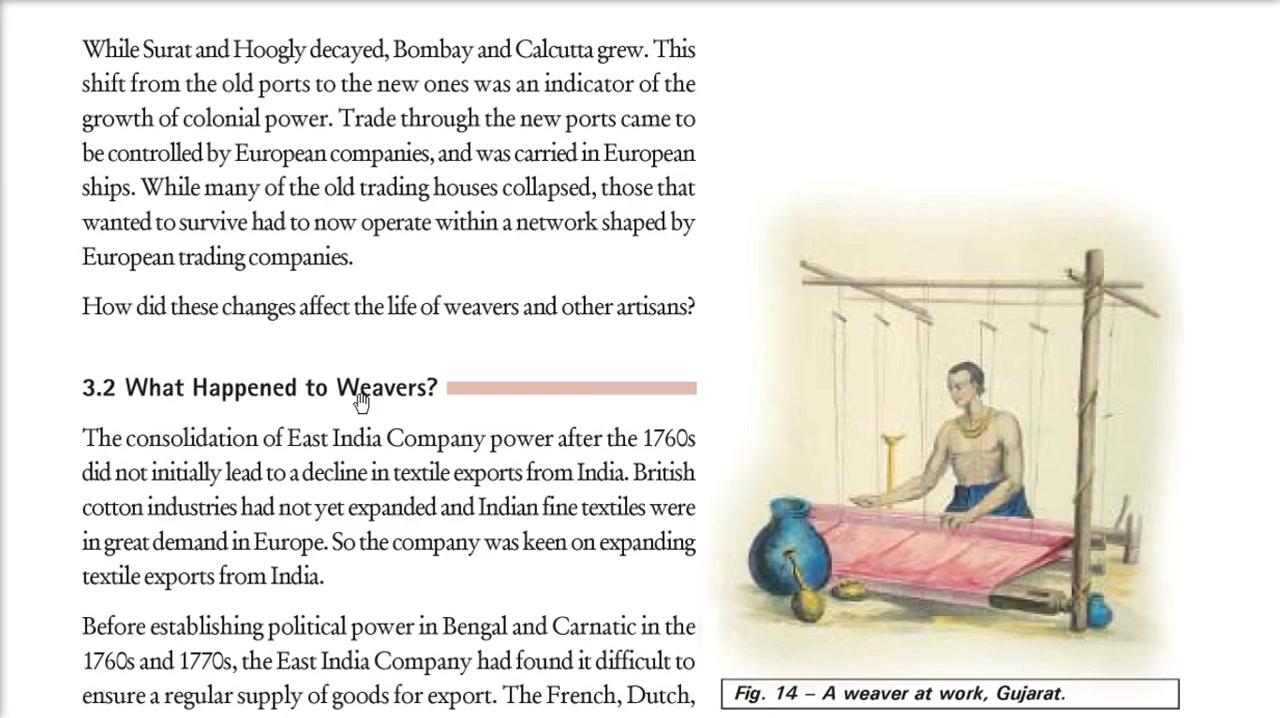 While Surat and Hoogly decayed, Bombay and Calcutta grew. This
shift from the old ports to the new ones was an indicator of the
growth of colonial power. Trade through the new ports came to
be controlled by European companies, and was carried in European
ships. While many of the old trading houses collapsed, those that
wanted to survive had to now operate within a network shaped by
European trading companies.
How did these changes affect the life of weavers and other artisans?
3.2 What Happened to Weavers?
The consolidation of East India Company power after the 1760s
did not initially lead to a decline in textile exports from India. British
cotton industries had not yet expanded and Indian fine textiles were
in great demand in Europe. So the company was keen on expanding
textile exports from India.
Before establishing political power in Bengal and Carnatic in the
1760s and 1770s, the East India Company had found it difficult to
ensure a regular supply of goods for export. The French, Dutch,
Fig. 14 – A weaver at work, Gujarat.